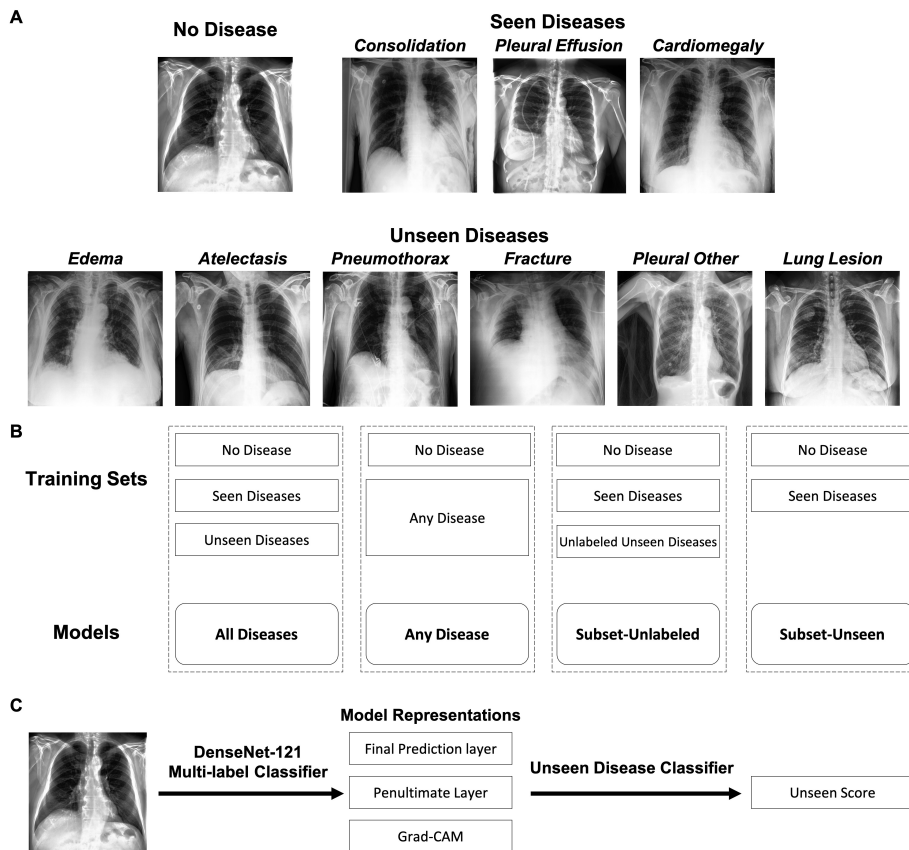 A
No Disease
Seen Diseases
Consolidation Pleural Effusion Cardiomegaly
Unseen Diseases
Edema Atelectasis Pneumothorax Fracture Pleural Other Lung Lesion
B
Training Sets
No Disease No Disease No Disease No Disease
Seen Diseases Any Disease Seen Diseases Seen Diseases
Unseen Diseases Unlabeled Unseen Diseases
Models
All Diseases Any Disease Subset-Unlabeled Subset-Unseen
C
Model Representations
DenseNet-121
Multi-label Classifier
Final Prediction layer
Penultimate Layer
Grad-CAM
Unseen Disease Classifier
Unseen Score